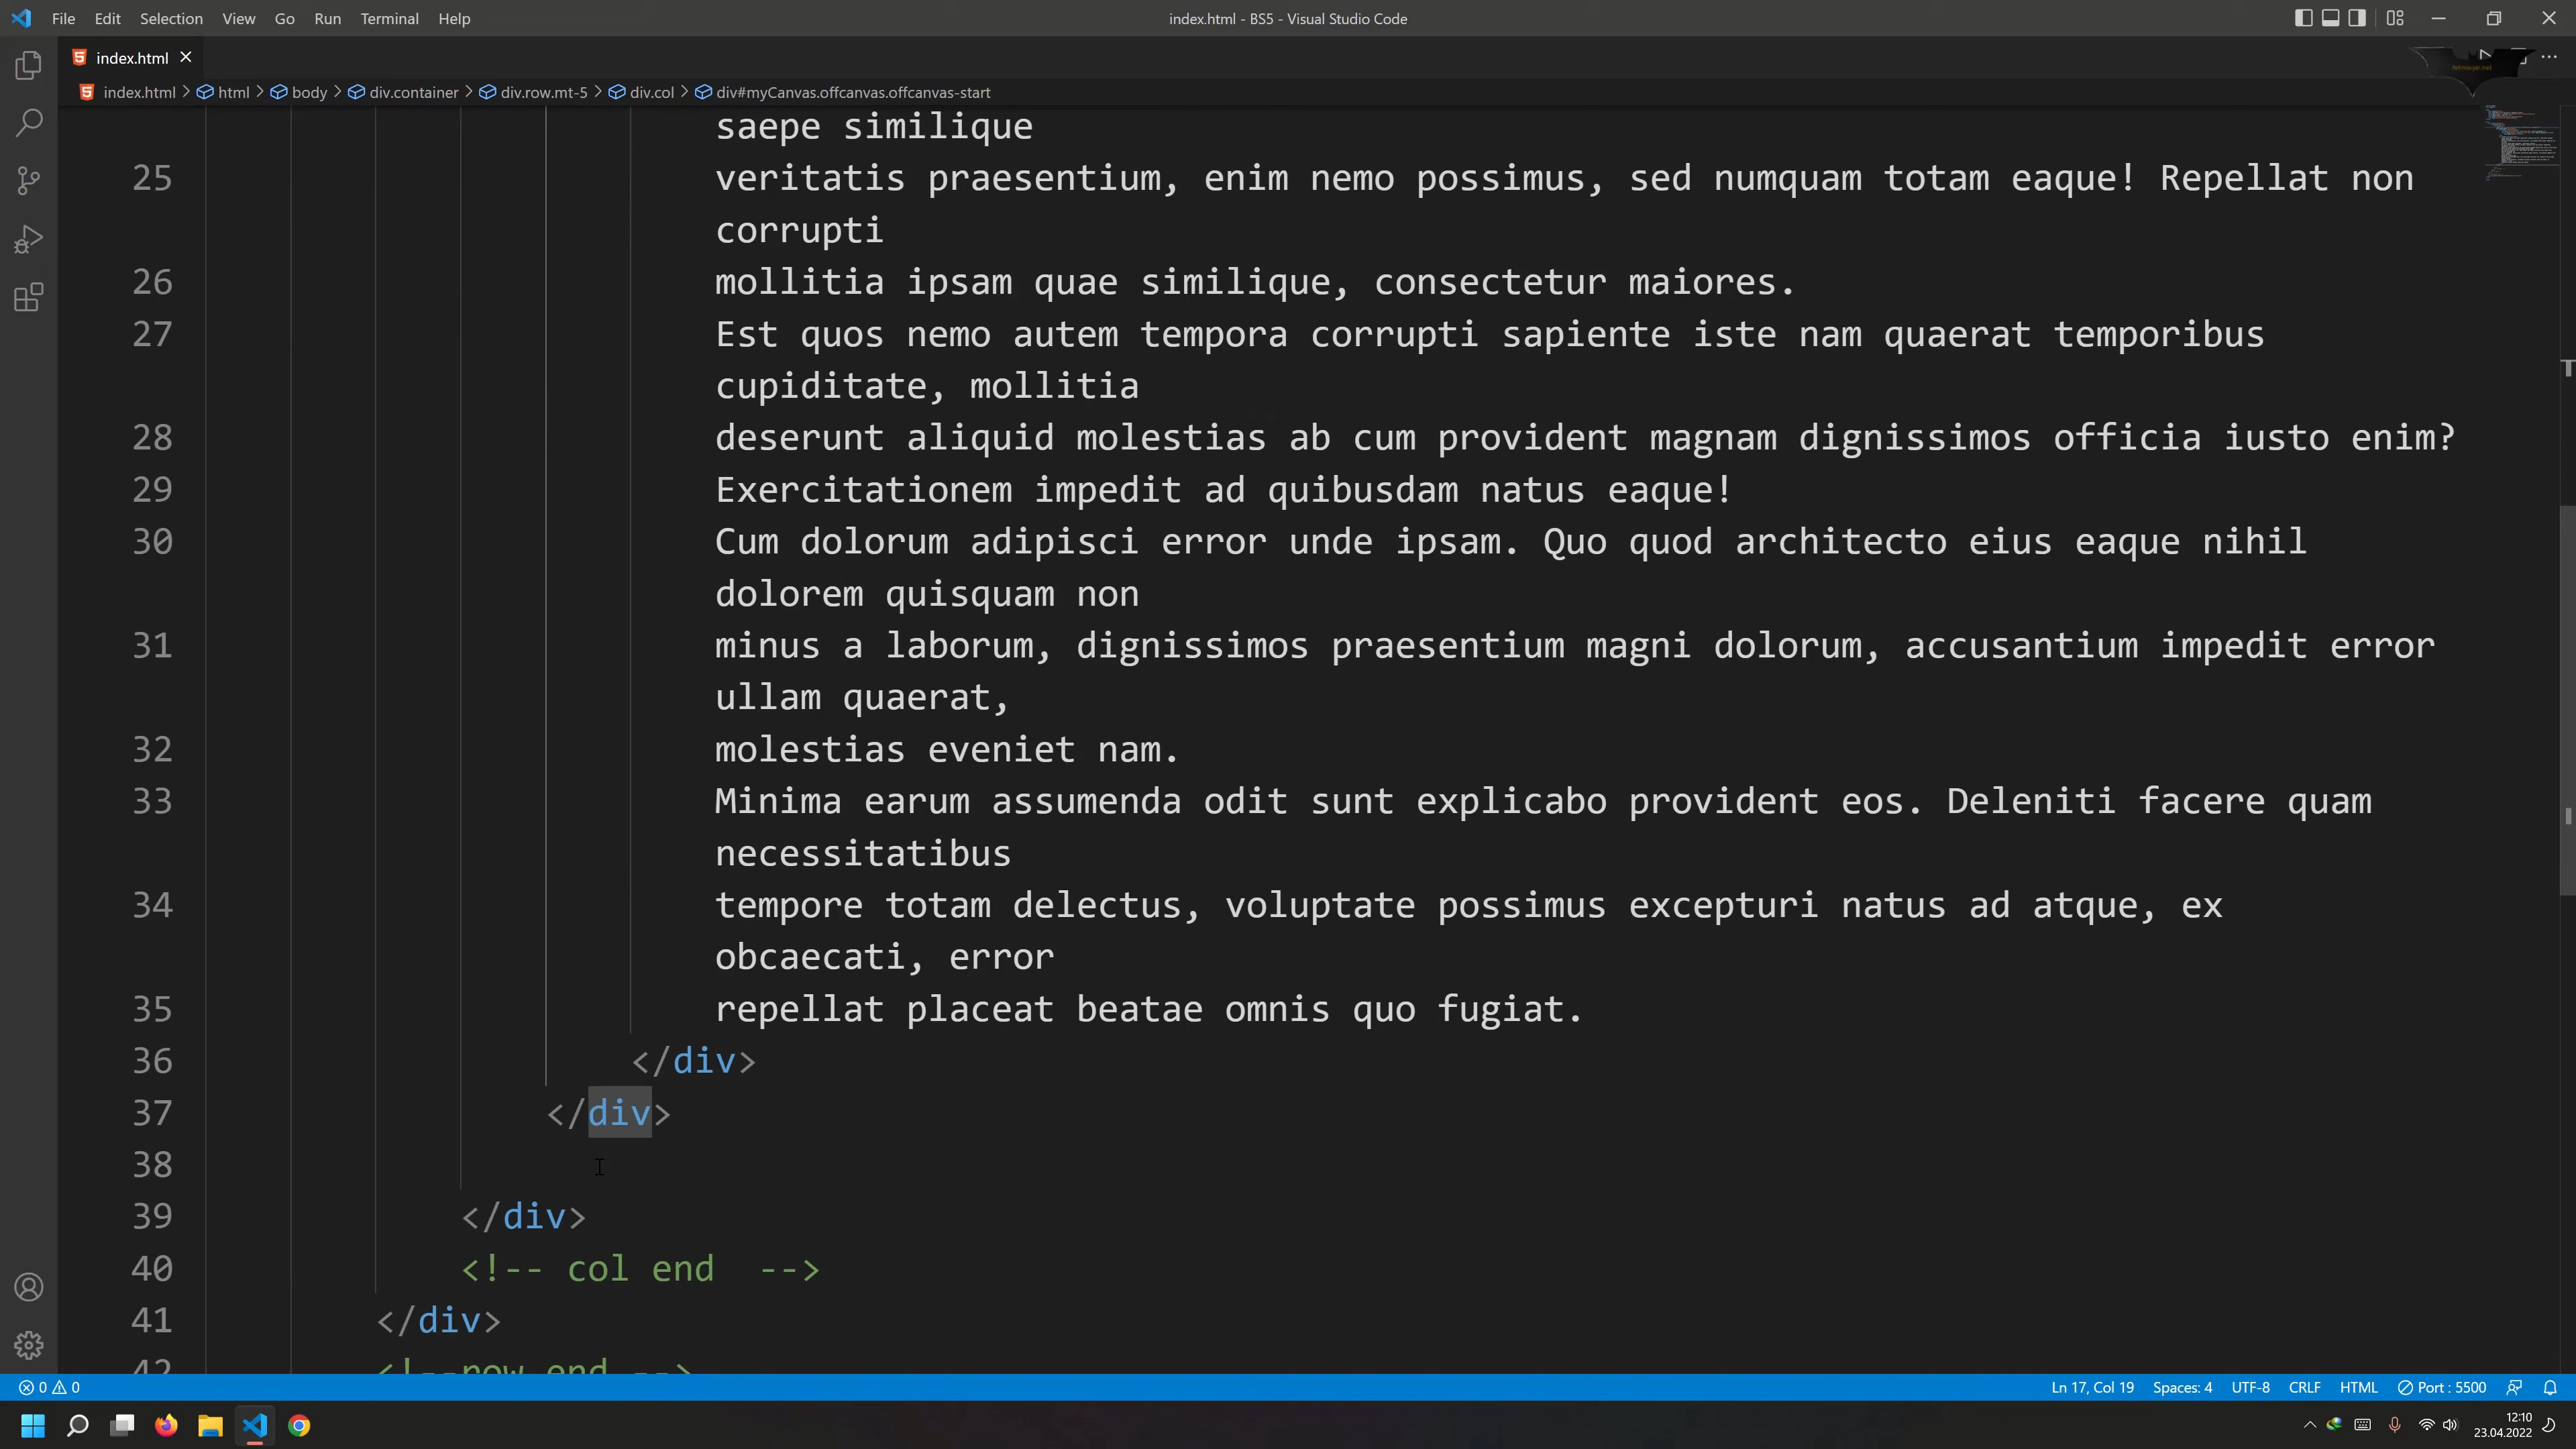 File Edit Selection View Go Run Terminal Help
index.html - BS5 - Visual Studio Code
index.html
index.html > html > body > div.container > div.row.mt-5 > div.col > div#myCanvas.offcanvas.offcanvas-start
saepe similique
25 veritatis praesentium, enim nemo possimus, sed numquam totam eaque! Repellat non
corrupti
26 mollitia ipsam quae similique, consectetur maiores.
27 Est quos nemo autem tempora corrupti sapiente iste nam quaerat temporibus
cupiditate, mollitia
28 deserunt aliquid molestias ab cum provident magnam dignissimos officia iusto enim?
29 Exercitationem impedit ad quibusdam natus eaque!
30 Cum dolorum adipisci error unde ipsam. Quo quod architecto eius eaque nihil
dolorem quisquam non
31 minus a laborum, dignissimos praesentium magni dolorum, accusantium impedit error
ullam quaerat,
32 molestias eveniet nam.
33 Minima earum assumenda odit sunt explicabo provident eos. Deleniti facere quam
necessitatibus
34 tempore totam delectus, voluptate possimus excepturi natus ad atque, ex
obcaecati, error
35 repellat placeat beatae omnis quo fugiat.
36 </div>
37 </div>
38
39 </div>
40 <!-- col end  -->
41 </div>
42 <!--row end -->
0 0 Ln 17, Col 19 Spaces: 4 UTF-8 CRLF HTML Port : 5500
12:10
23.04.2022